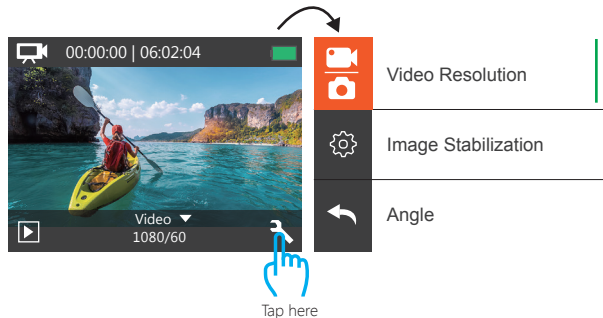 00:00:00 | 06:02:04
Video
1080/60
Tap here
Video Resolution
Image Stabilization
Angle